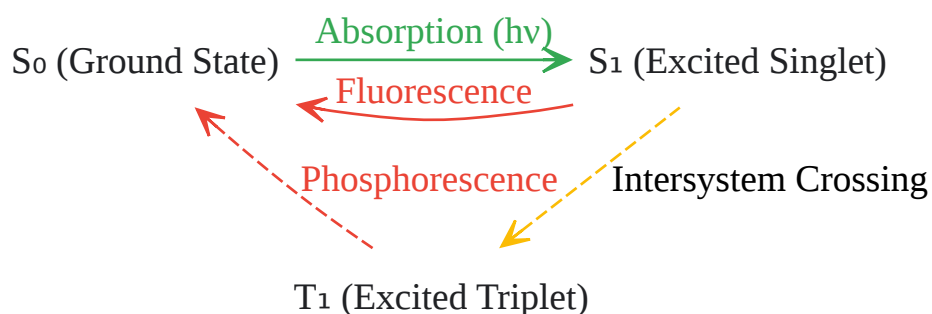 Absorption (hν)
S₀ (Ground State)
S₁ (Excited Singlet)
Fluorescence
Phosphorescence
Intersystem Crossing
T₁ (Excited Triplet)